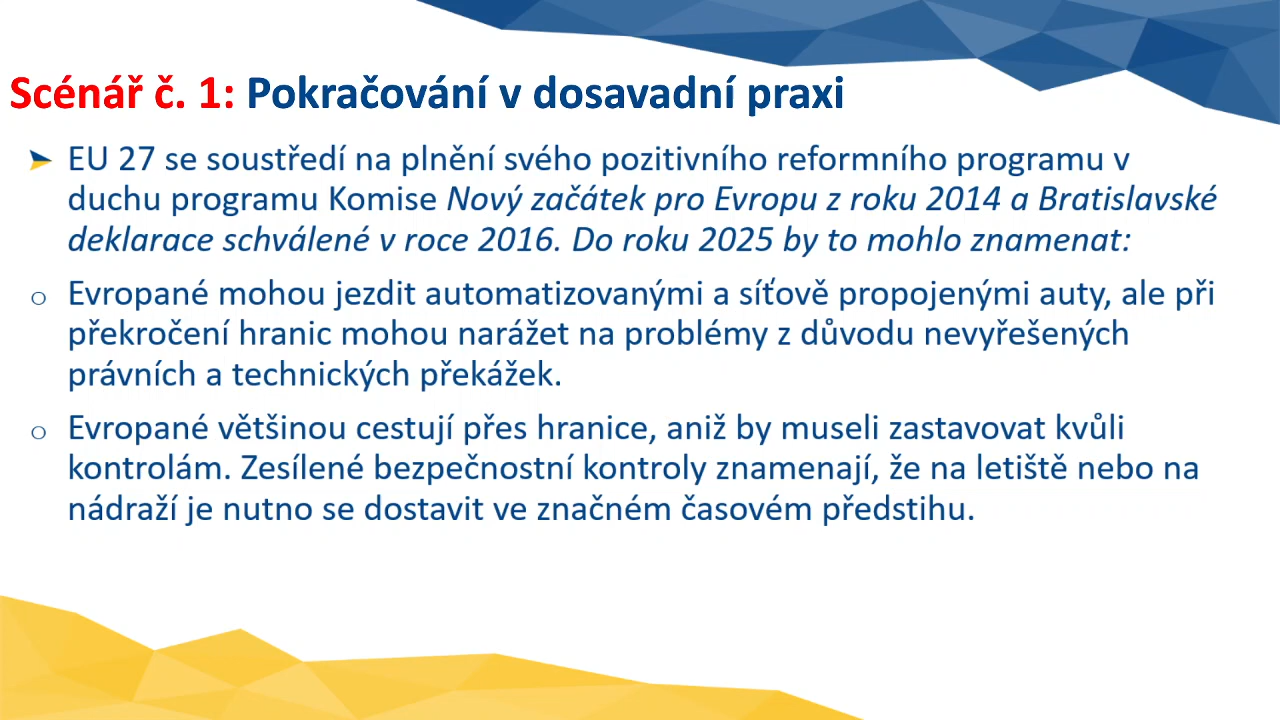 Scénář č. 1: Pokračování v dosavadní praxi
EU 27 se soustředí na plnění svého pozitivního reformního programu v
duchu programu Komise Nový začátek pro Evropu z roku 2014 a Bratislavské
deklarace schválené v roce 2016. Do roku 2025 by to mohlo znamenat:
Evropané mohou jezdit automatizovanými a síťově propojenými auty, ale při
překročení hranic mohou narážet na problémy z důvodu nevyřešených
právních a technických překážek.
Evropané většinou cestují přes hranice, aniž by museli zastavovat kvůli
kontrolám. Zesílené bezpečnostní kontroly znamenají, že na letiště nebo na
nádraží je nutno se dostavit ve značném časovém předstihu.